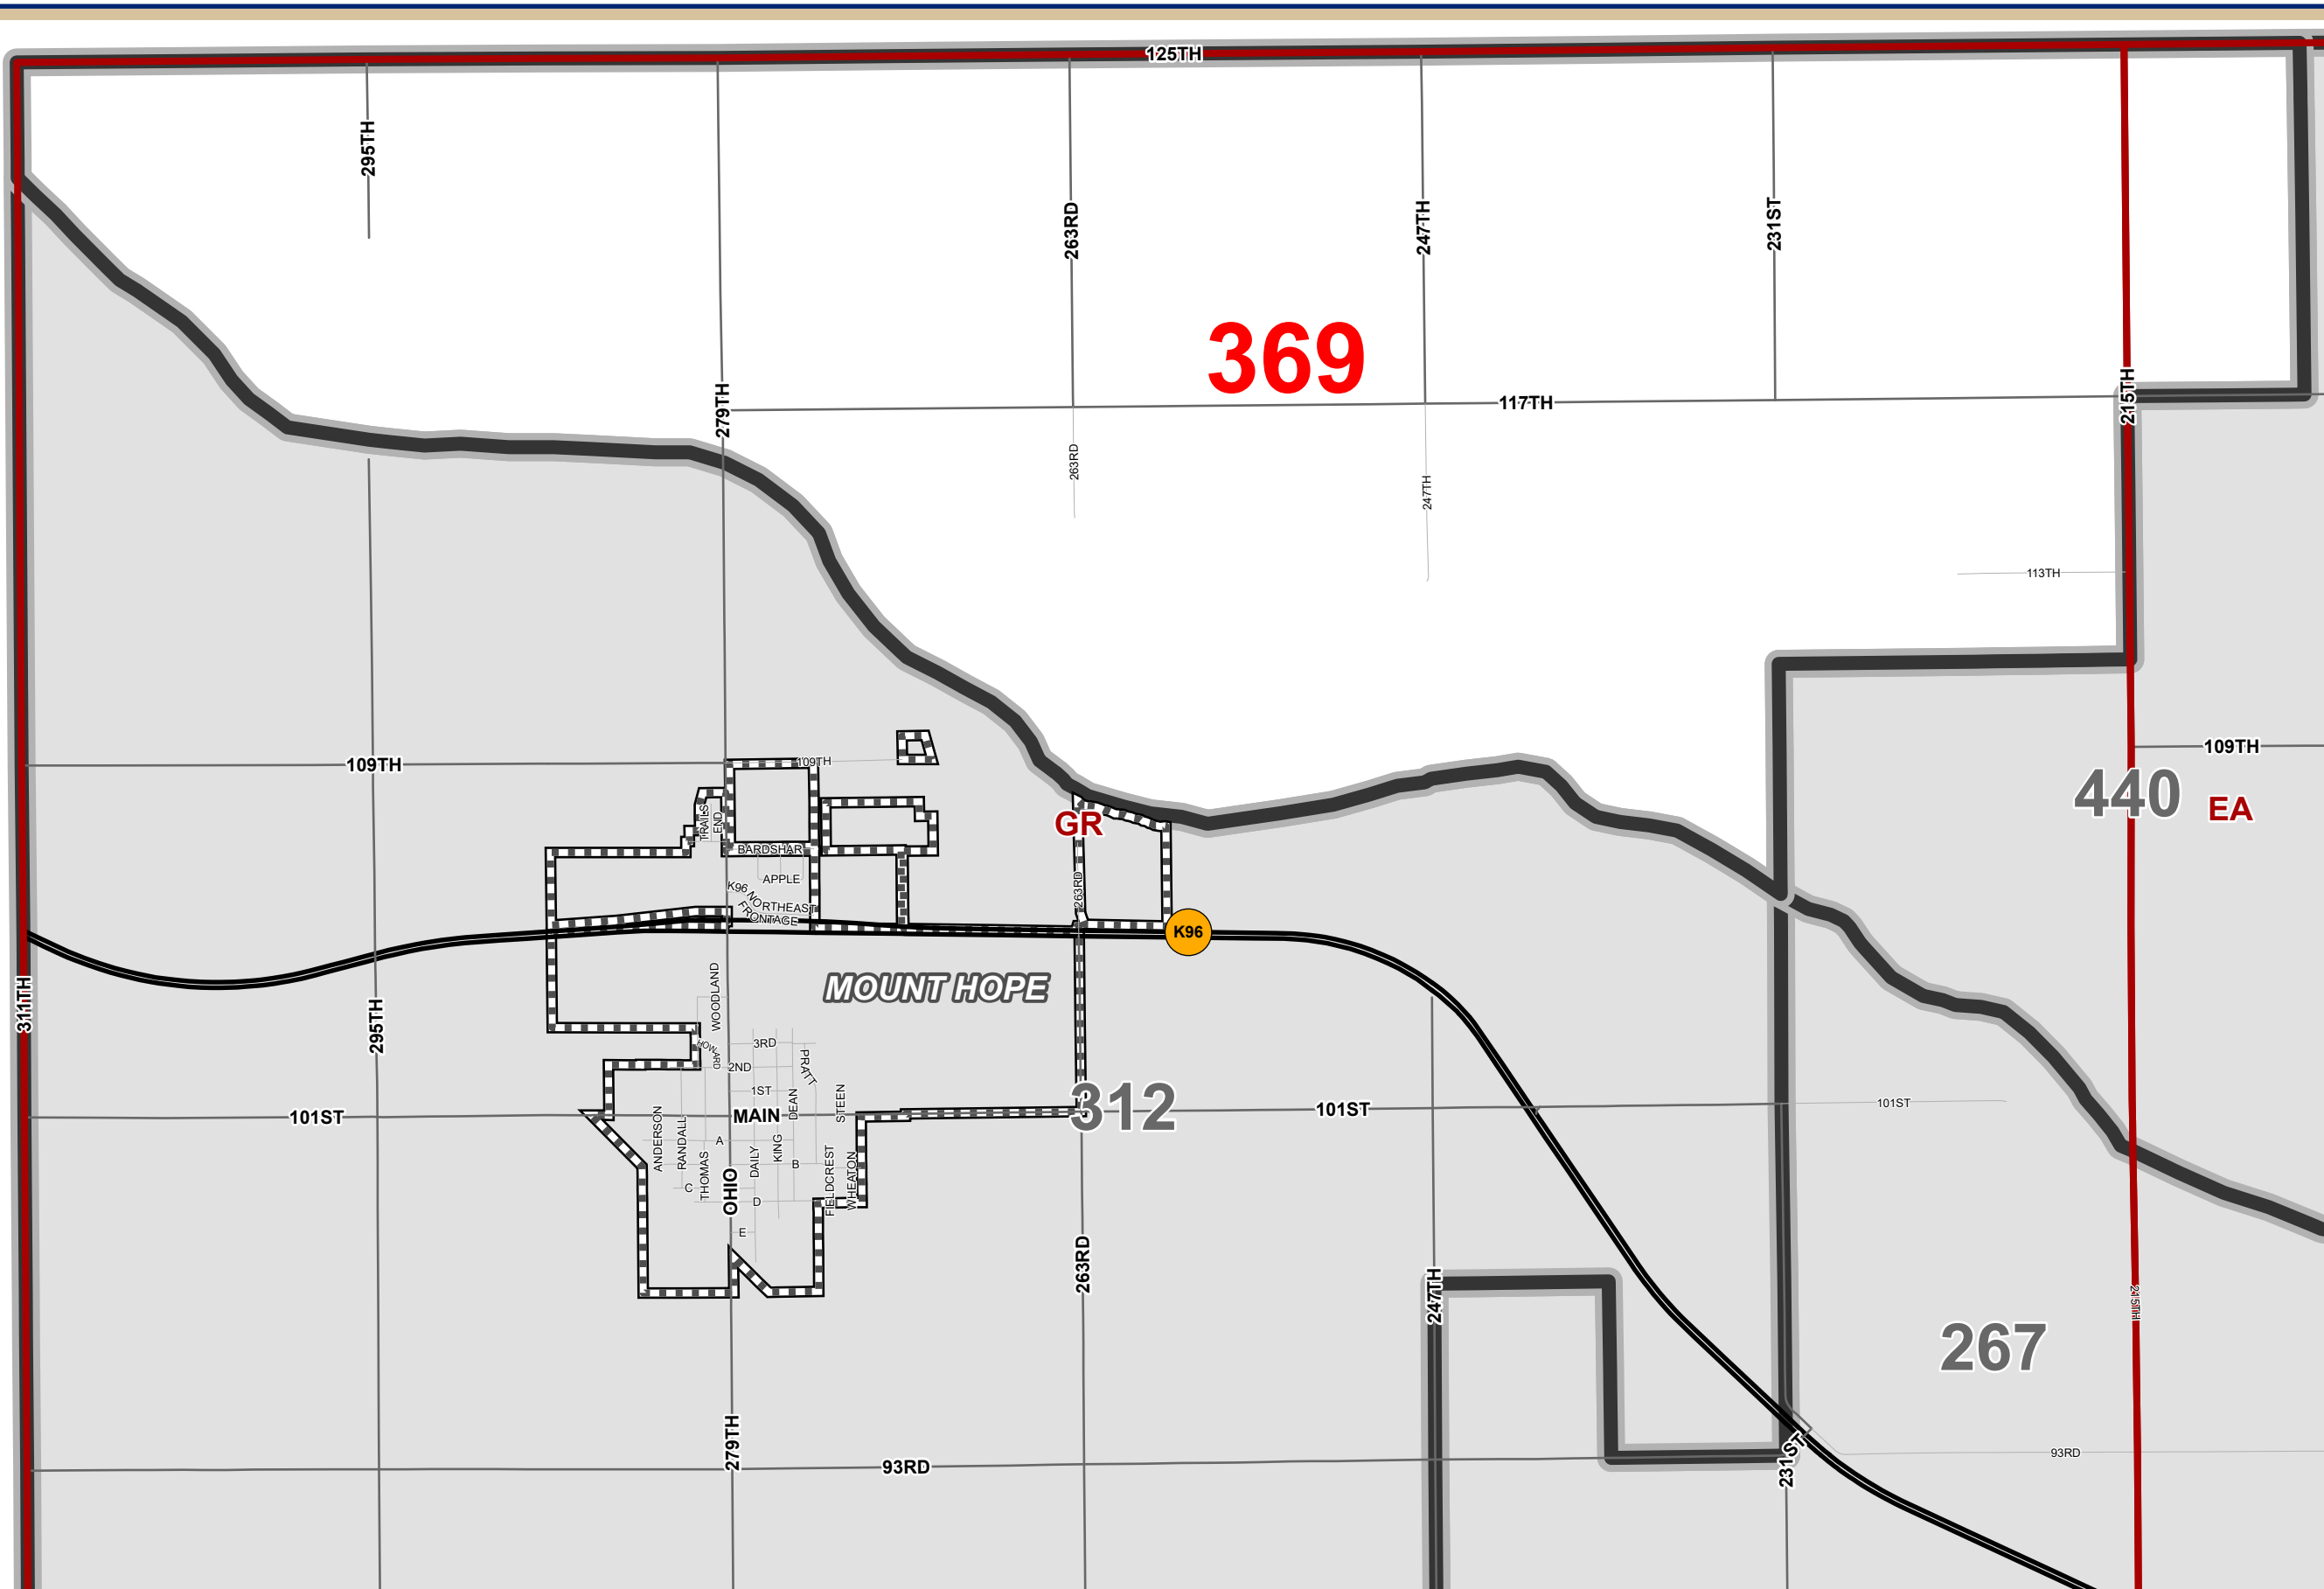 125TH
295TH
263RD
247TH
231ST
369
279TH
117TH
215TH
263RD
247TH
113TH
109TH
109TH
109TH
440
EA
TRAILS END
GR
BARDSHAR
APPLE
K96 NORTHEAST FRONTAGE
263RD
K96
WOODLAND
MOUNT HOPE
311TH
295TH
HOWARD
3RD
PRATT
2ND
1ST
DEAN
STEEN
312
101ST
MAIN
101ST
101ST
ANDERSON
RANDALL
A
KING
B
THOMAS
DAILY
FIELDCREST
WHEATON
C
OHIO
D
E
263RD
247TH
215TH
267
279TH
93RD
231ST
93RD